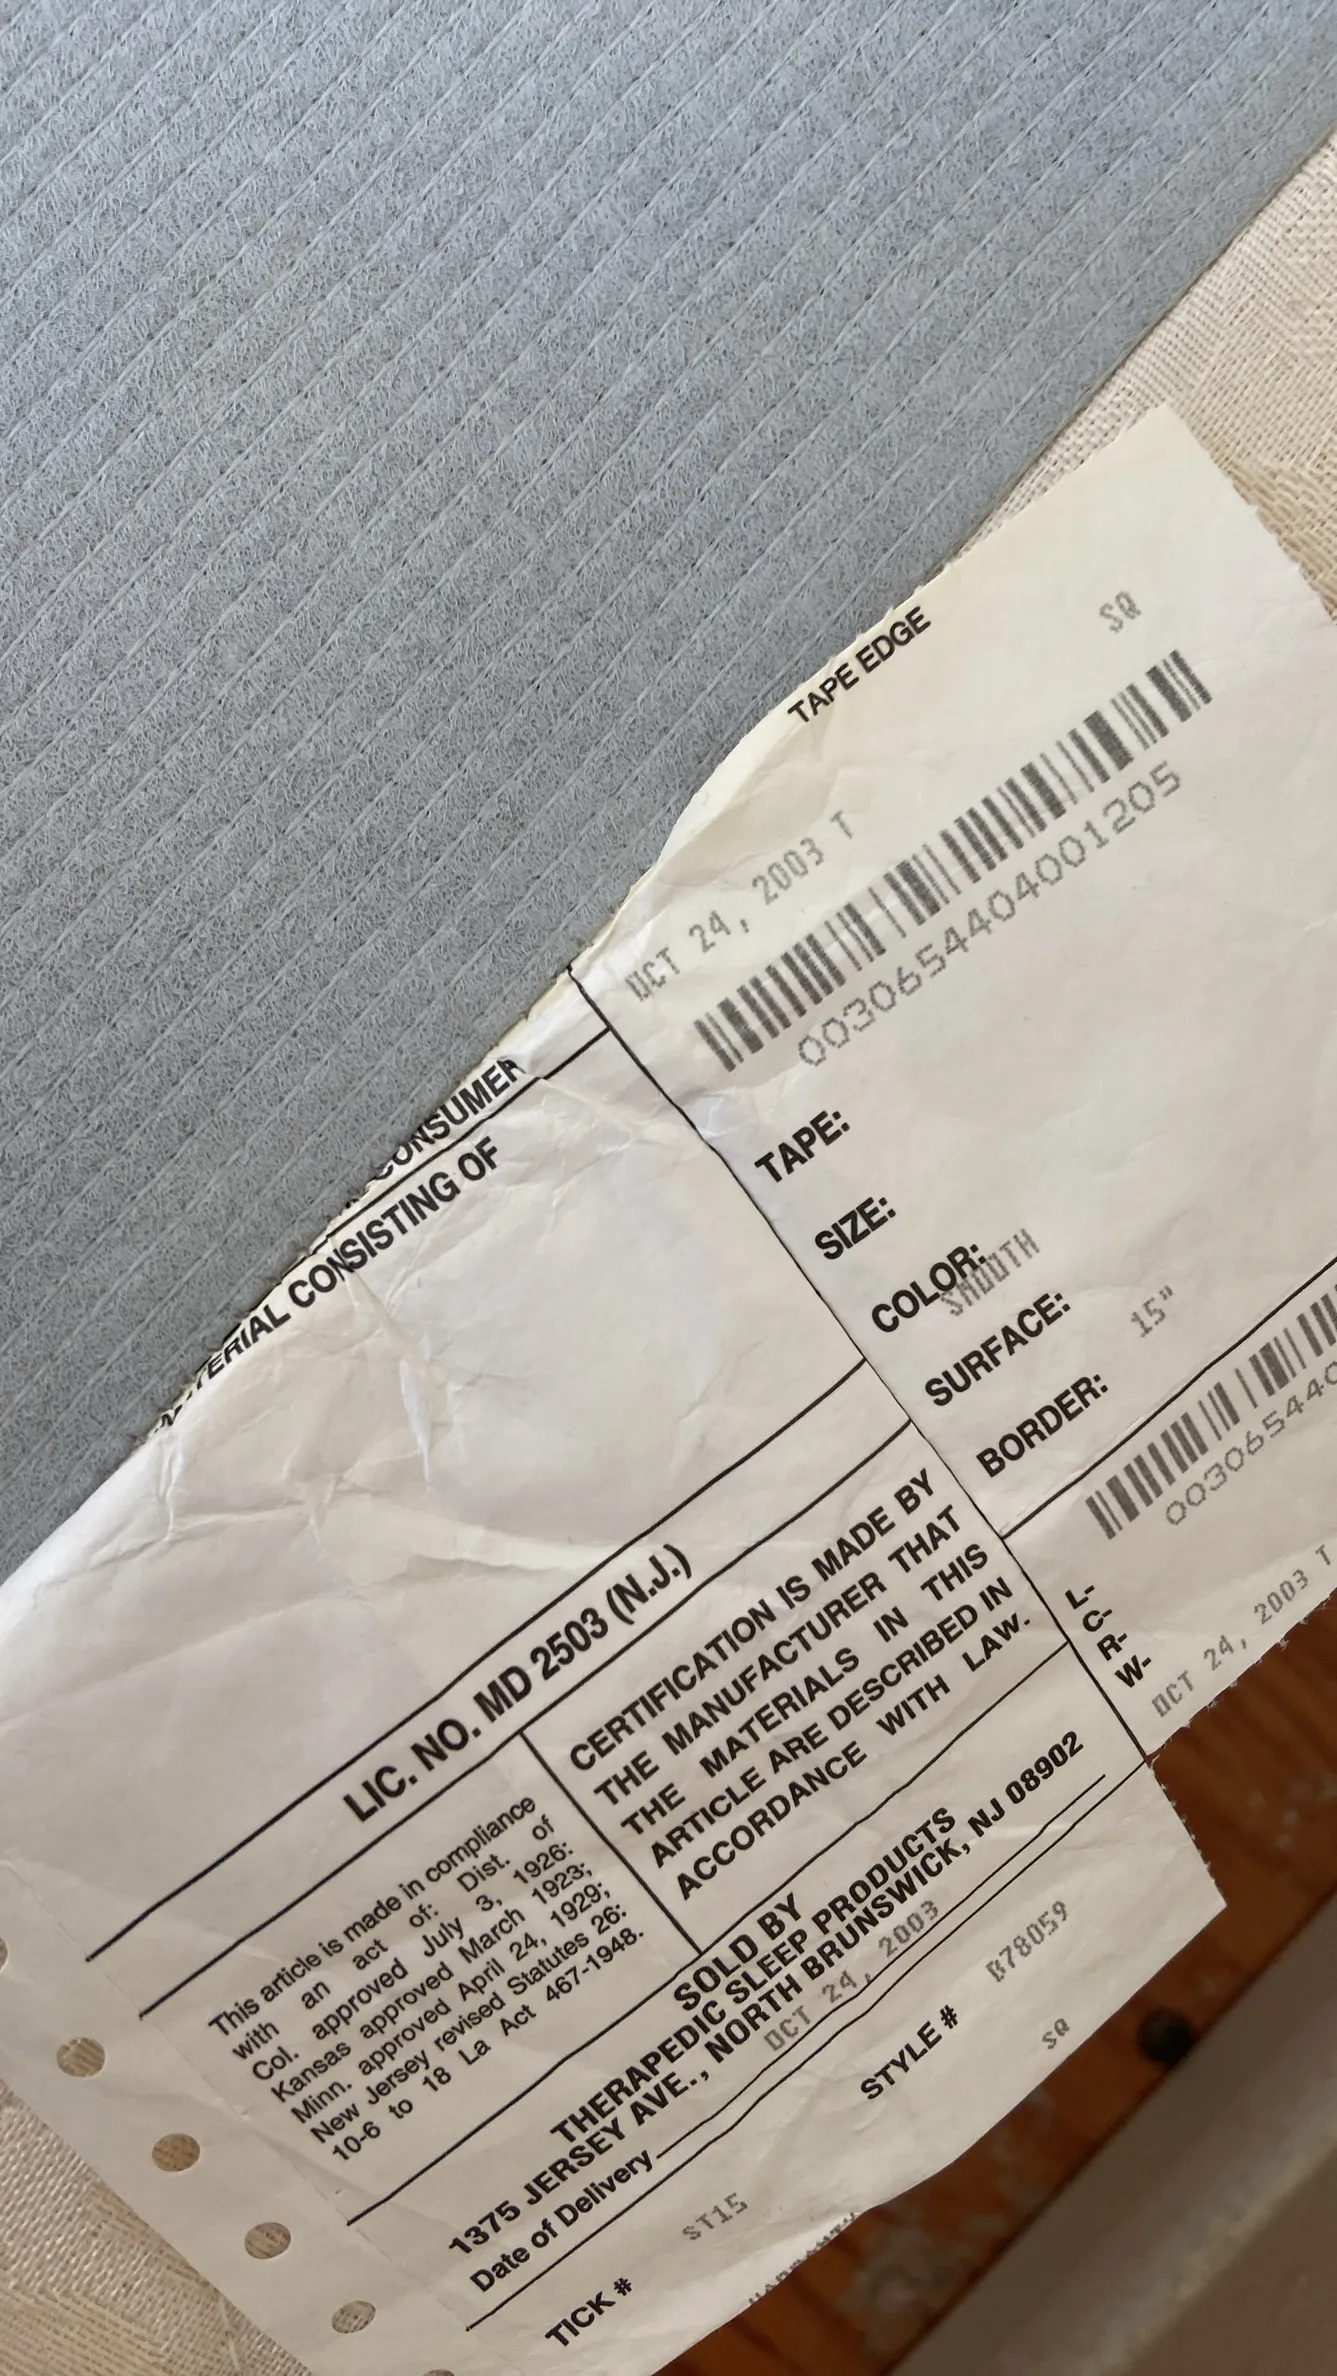 TAPE EDGE
SQ
OCT 24, 2003 T
0030654404001205
CONSUMER
MATERIAL CONSISTING OF
TAPE:
SIZE:
COLOR:
SMOOTH
SURFACE:
15"
BORDER:
LIC. NO. MD 2503 (N.J.)
This article is made in compliance
with an act of: Dist. of
Col. approved July 3, 1926:
Kansas approved March 1923;
Minn. approved April 24, 1929;
New Jersey revised Statutes 26:
10-6 to 18 La Act 467-1948.
CERTIFICATION IS MADE BY
THE MANUFACTURER THAT
THE MATERIALS IN THIS
ARTICLE ARE DESCRIBED IN
ACCORDANCE WITH LAW.
003065440
L-
C-
R-
W-
OCT 24, 2003 T
SOLD BY
THERAPEDIC SLEEP PRODUCTS
1375 JERSEY AVE., NORTH BRUNSWICK, NJ 08902
Date of Delivery
OCT 24, 2003
STYLE #
B78059
SQ
ST15
TICK #